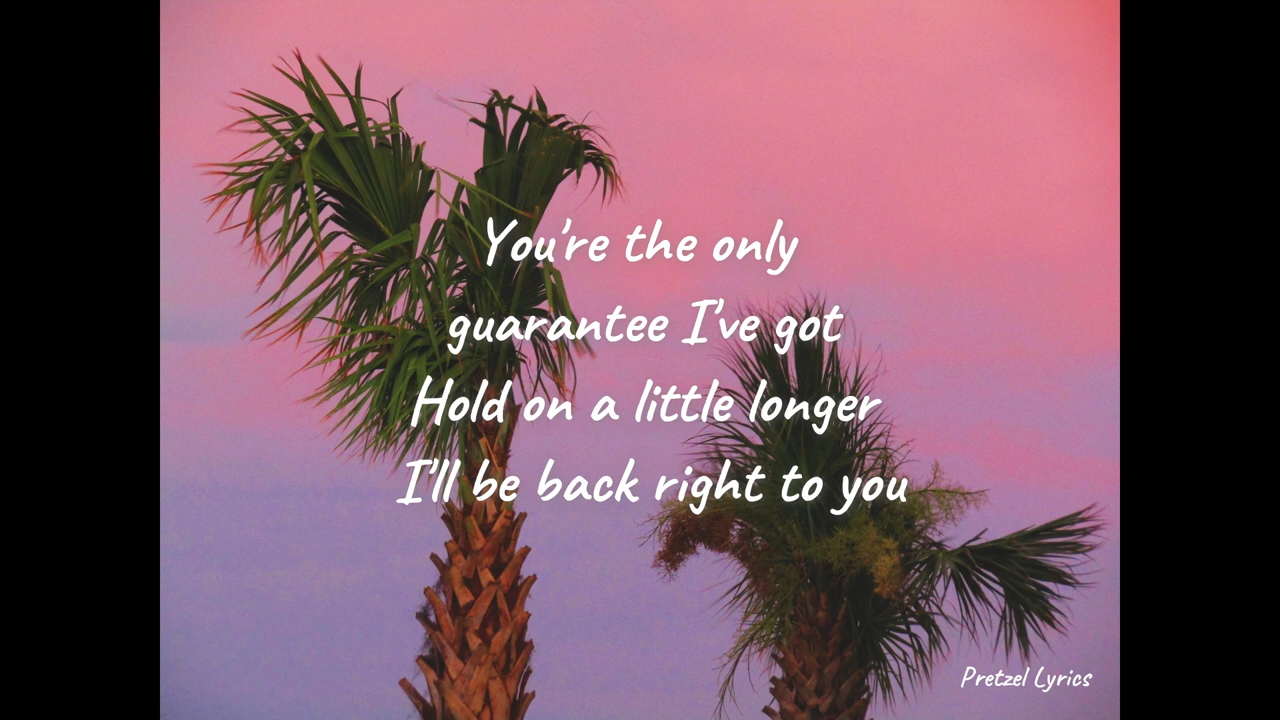 You're the only
guarantee I've got
Hold on a little longer
I'll be back right to you
Pretzel Lyrics